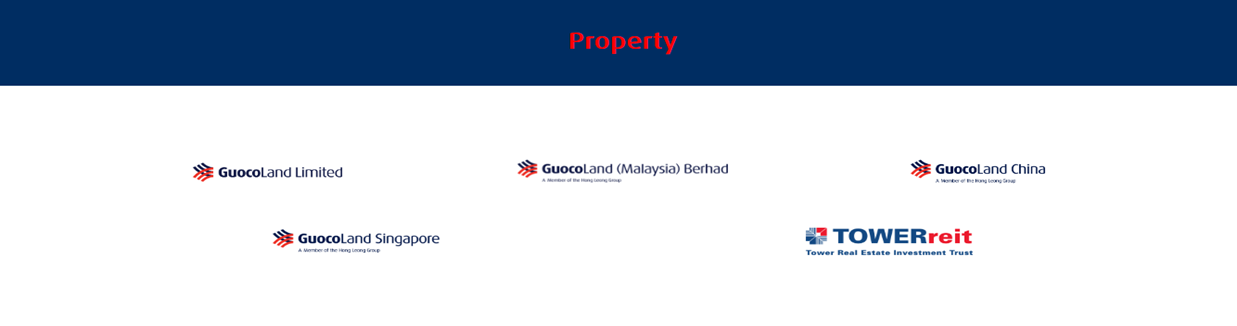 Property
GuocoLand Limited
GuocoLand (Malaysia) Berhad
A Member of the Hong Leong Group
GuocoLand China
A Member of the Hong Leong Group
GuocoLand Singapore
A Member of the Hong Leong Group
TOWERreit
Tower Real Estate Investment Trust